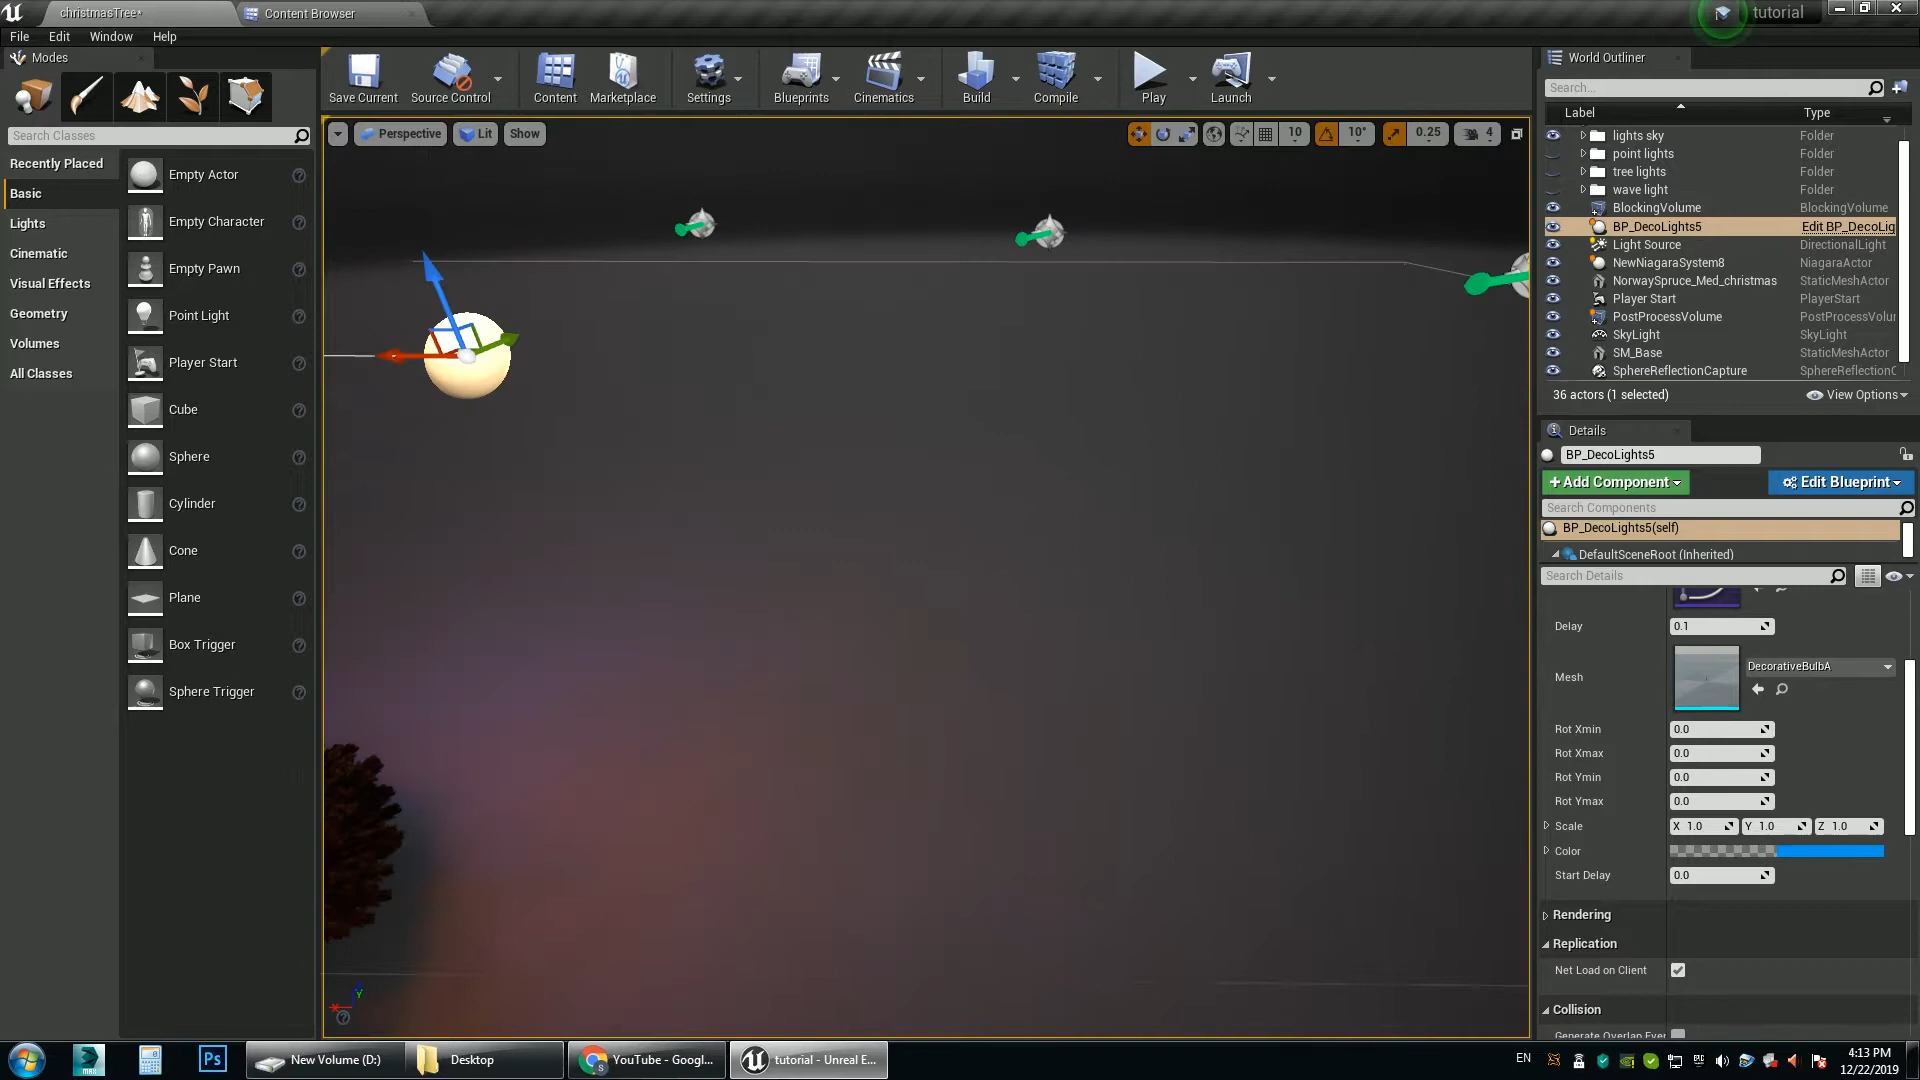 christmasTree*
Content Browser
tutorial
File
Edit
Window
Help
Modes
Search Classes
Recently Placed
Basic
Lights
Cinematic
Visual Effects
Geometry
Volumes
All Classes
Empty Actor
Empty Character
Empty Pawn
Point Light
Player Start
Cube
Sphere
Cylinder
Cone
Plane
Box Trigger
Sphere Trigger
Save Current
Source Control
Content
Marketplace
Settings
Blueprints
Cinematics
Build
Compile
Play
Launch
Perspective
Lit
Show
10
10°
0.25
4
World Outliner
Search...
Label
Type
lights sky
Folder
point lights
Folder
tree lights
Folder
wave light
Folder
BlockingVolume
BlockingVolume
BP_DecoLights5
Edit BP_DecoLig
Light Source
DirectionalLight
NewNiagaraSystem8
NiagaraActor
NorwaySpruce_Med_christmas
StaticMeshActor
Player Start
PlayerStart
PostProcessVolume
PostProcessVolu
SkyLight
SkyLight
SM_Base
StaticMeshActor
SphereReflectionCapture
SphereReflectionC
36 actors (1 selected)
View Options
Details
BP_DecoLights5
+ Add Component
Edit Blueprint
Search Components
BP_DecoLights5(self)
DefaultSceneRoot (Inherited)
Search Details
Delay
0.1
Mesh
DecorativeBulbA
Rot Xmin
0.0
Rot Xmax
0.0
Rot Ymin
0.0
Rot Ymax
0.0
Scale
X 1.0
Y 1.0
Z 1.0
Color
Start Delay
0.0
Rendering
Replication
Net Load on Client
Collision
Generate Overlap Even
X
Y
MAX
Ps
New Volume (D:)
Desktop
YouTube - Googl...
tutorial - Unreal E...
EN
4:13 PM
12/22/2019